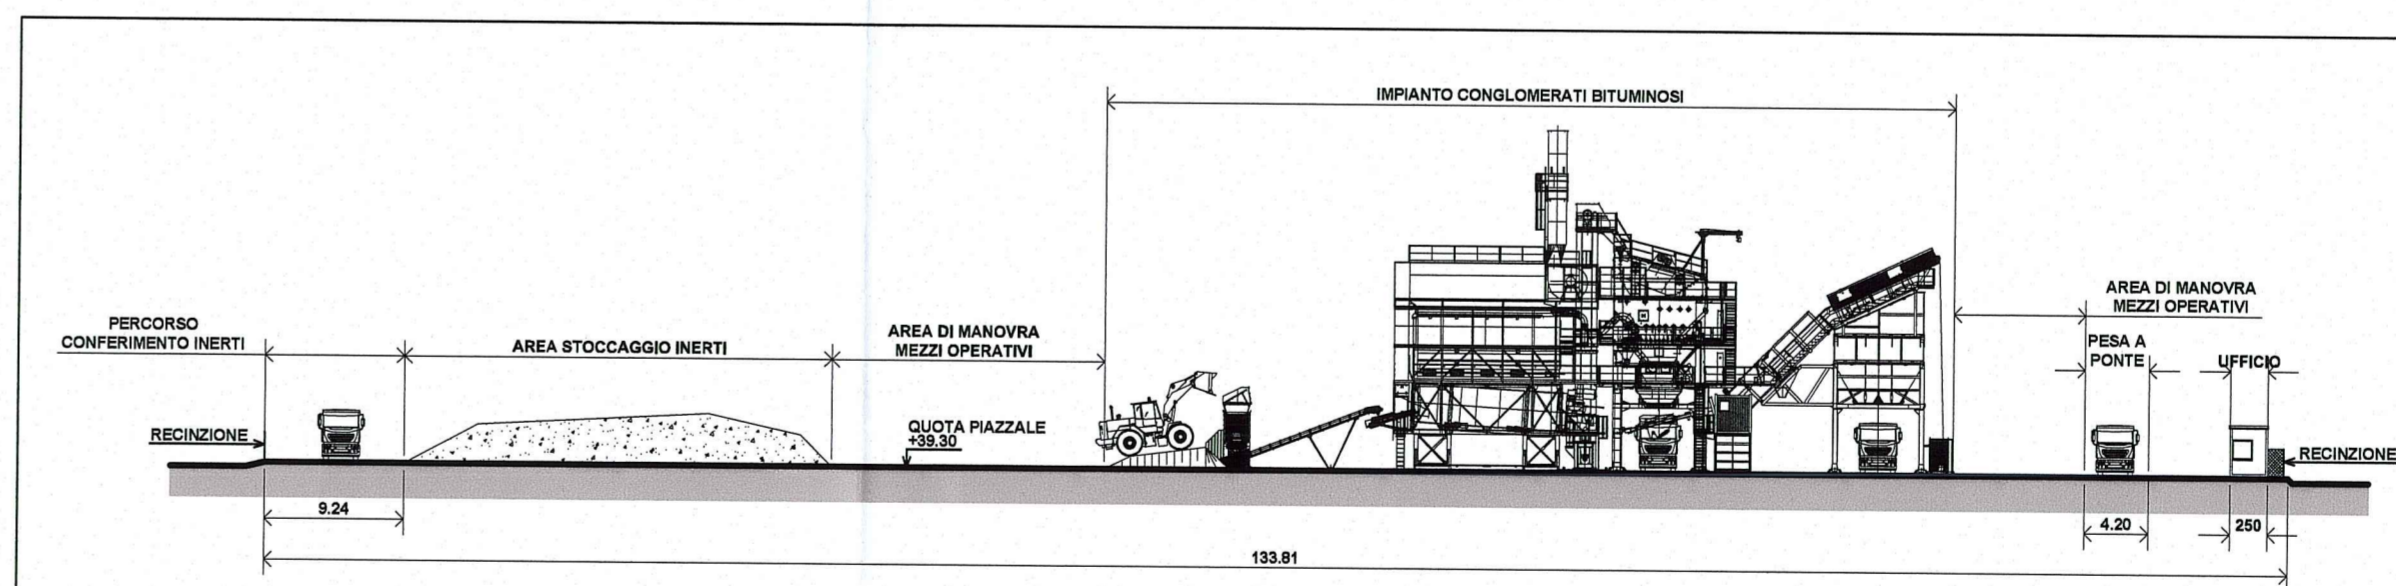 IMPIANTO CONGLOMERATI BITUMINOSI
PERCORSO
CONFERIMENTO INERTI
AREA STOCCAGGIO INERTI
AREA DI MANOVRA
MEZZI OPERATIVI
AREA DI MANOVRA
MEZZI OPERATIVI
PESA A
PONTE
UFFICIO
RECINZIONE
QUOTA PIAZZALE
+39.30
RECINZIONE
9.24
4.20
250
133.81